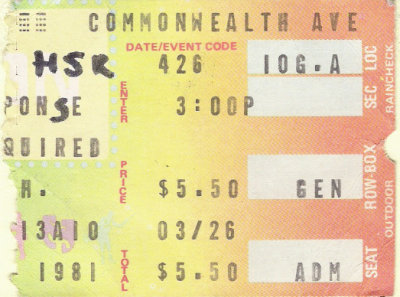 COMMONWEALTH AVE
DATE/EVENT CODE
HSR 426 IOG.A
PONSE S ENTER 3:00P
QUIRED
PRICE
H. $5.50 GEN
13A10 03/26
1981 TOTAL $5.50 ADM
LOC
SEC
ROW-BOX
SEAT
RAINCHECK
OUTDOOR